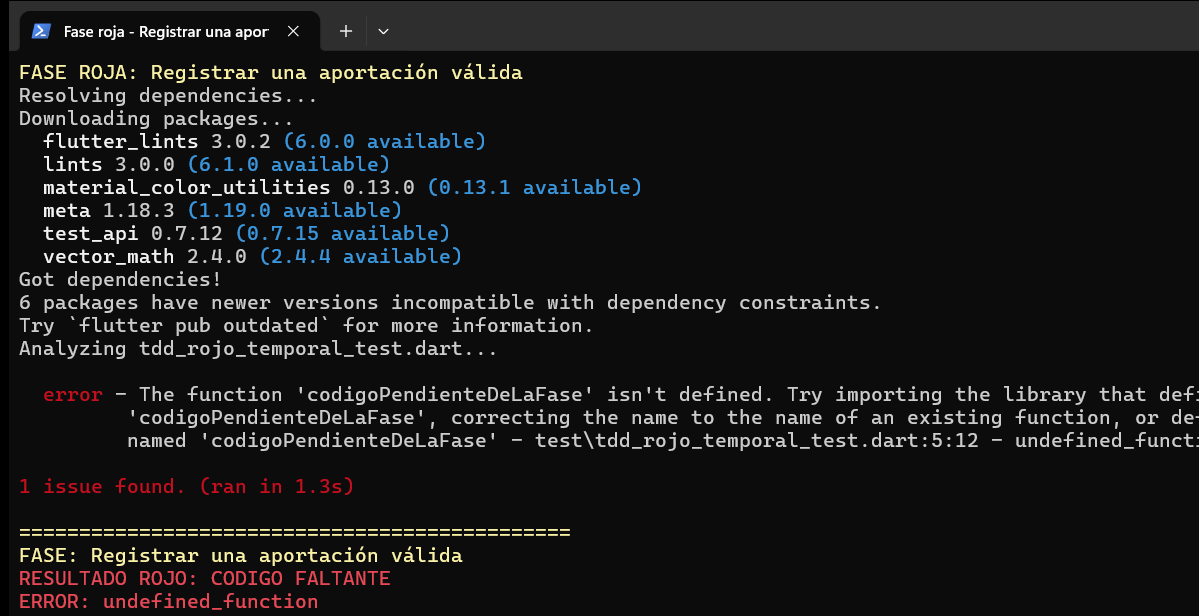 Fase roja - Registrar una apor
FASE ROJA: Registrar una aportación válida
Resolving dependencies...
Downloading packages...
flutter_lints 3.0.2 (6.0.0 available)
lints 3.0.0 (6.1.0 available)
material_color_utilities 0.13.0 (0.13.1 available)
meta 1.18.3 (1.19.0 available)
test_api 0.7.12 (0.7.15 available)
vector_math 2.4.0 (2.4.4 available)
Got dependencies!
6 packages have newer versions incompatible with dependency constraints.
Try `flutter pub outdated` for more information.
Analyzing tdd_rojo_temporal_test.dart...
error - The function 'codigoPendienteDeLaFase' isn't defined. Try importing the library that defi
'codigoPendienteDeLaFase', correcting the name to the name of an existing function, or de
named 'codigoPendienteDeLaFase' - test\tdd_rojo_temporal_test.dart:5:12 - undefined_functi
1 issue found. (ran in 1.3s)
==============================================
FASE: Registrar una aportación válida
RESULTADO ROJO: CODIGO FALTANTE
ERROR: undefined_function